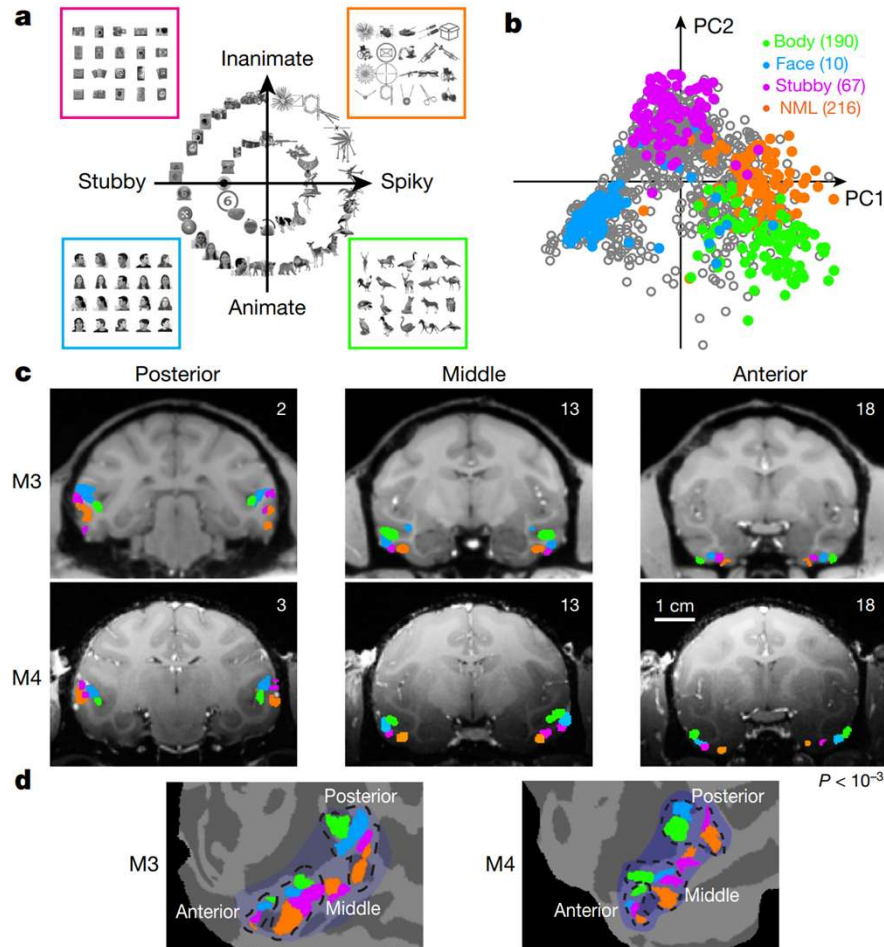 a
Inanimate
Stubby
Spiky
Animate
6
b
PC2
Body (190)
Face (10)
Stubby (67)
NML (216)
PC1
c
Posterior
Middle
Anterior
M3
2
13
18
M4
3
13
18
1 cm
d
P < 10⁻³
M3
Posterior
Anterior
Middle
M4
Posterior
Anterior
Middle